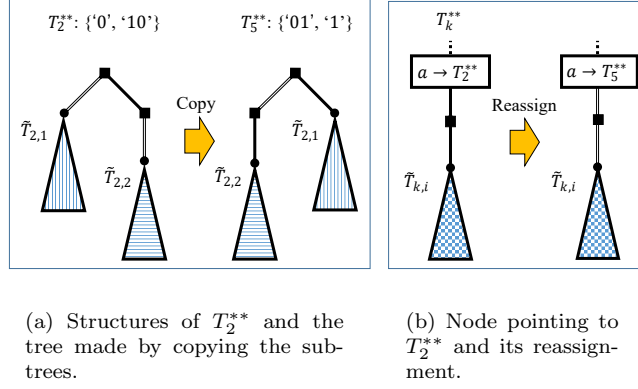 T₂**: {‘0’, ‘10’}
T₅**: {‘01’, ‘1’}
Copy
T̃₂,₁
T̃₂,₂
T̃₂,₂
T̃₂,₁
Tₖ**
a → T₂**
a → T₅**
Reassign
T̃ₖ,ᵢ
T̃ₖ,ᵢ
(a) Structures of T₂** and the
tree made by copying the sub-
trees.
(b) Node pointing to
T₂** and its reassign-
ment.